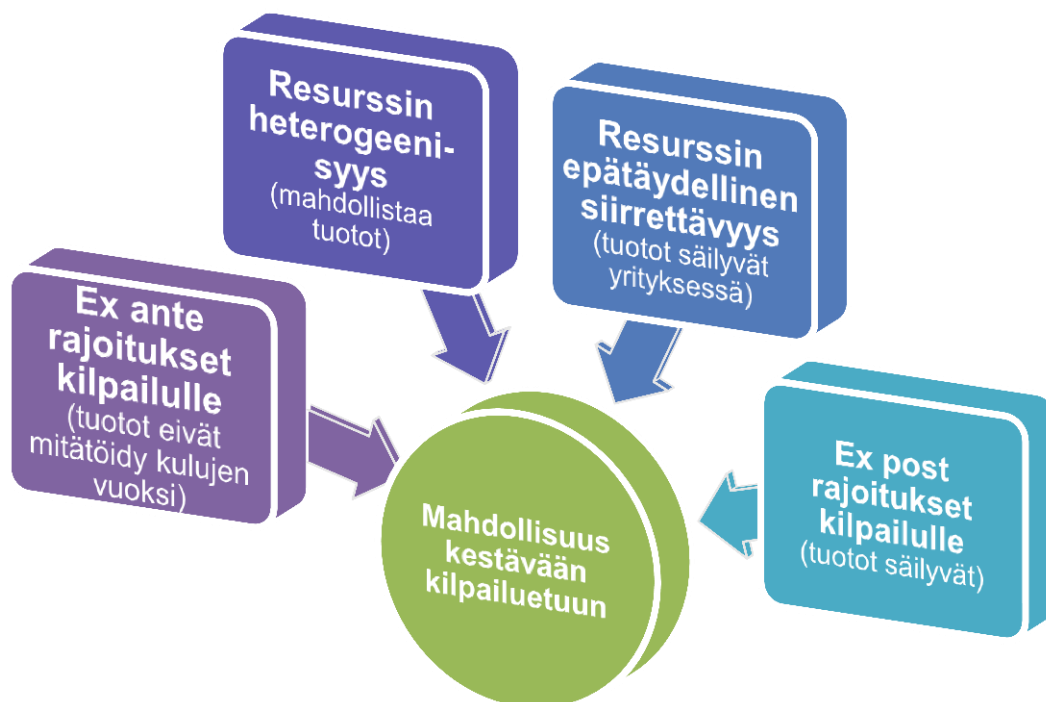 Ex ante
rajoitukset
kilpailulle
(tuotot eivät
mitätöidy kulujen
vuoksi)
Resurssin
heterogeeni-
syys
(mahdollistaa
tuotot)
Resurssin
epätäydellinen
siirrettävyys
(tuotot säilyvät
yrityksessä)
Ex post
rajoitukset
kilpailulle
(tuotot säilyvät)
Mahdollisuus
kestävään
kilpailuetuun